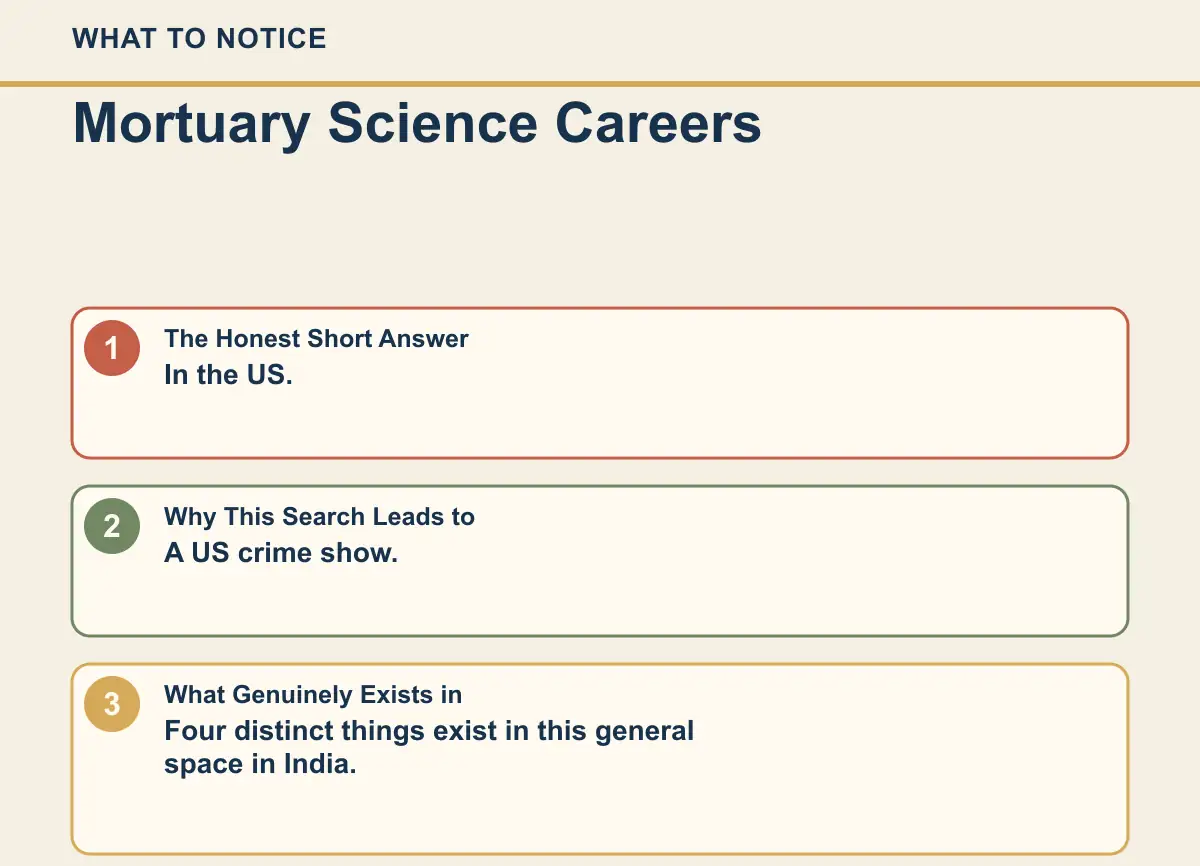 WHAT TO NOTICE
Mortuary Science Careers
1
The Honest Short Answer
In the US.
2
Why This Search Leads to
A US crime show.
3
What Genuinely Exists in
Four distinct things exist in this general
space in India.